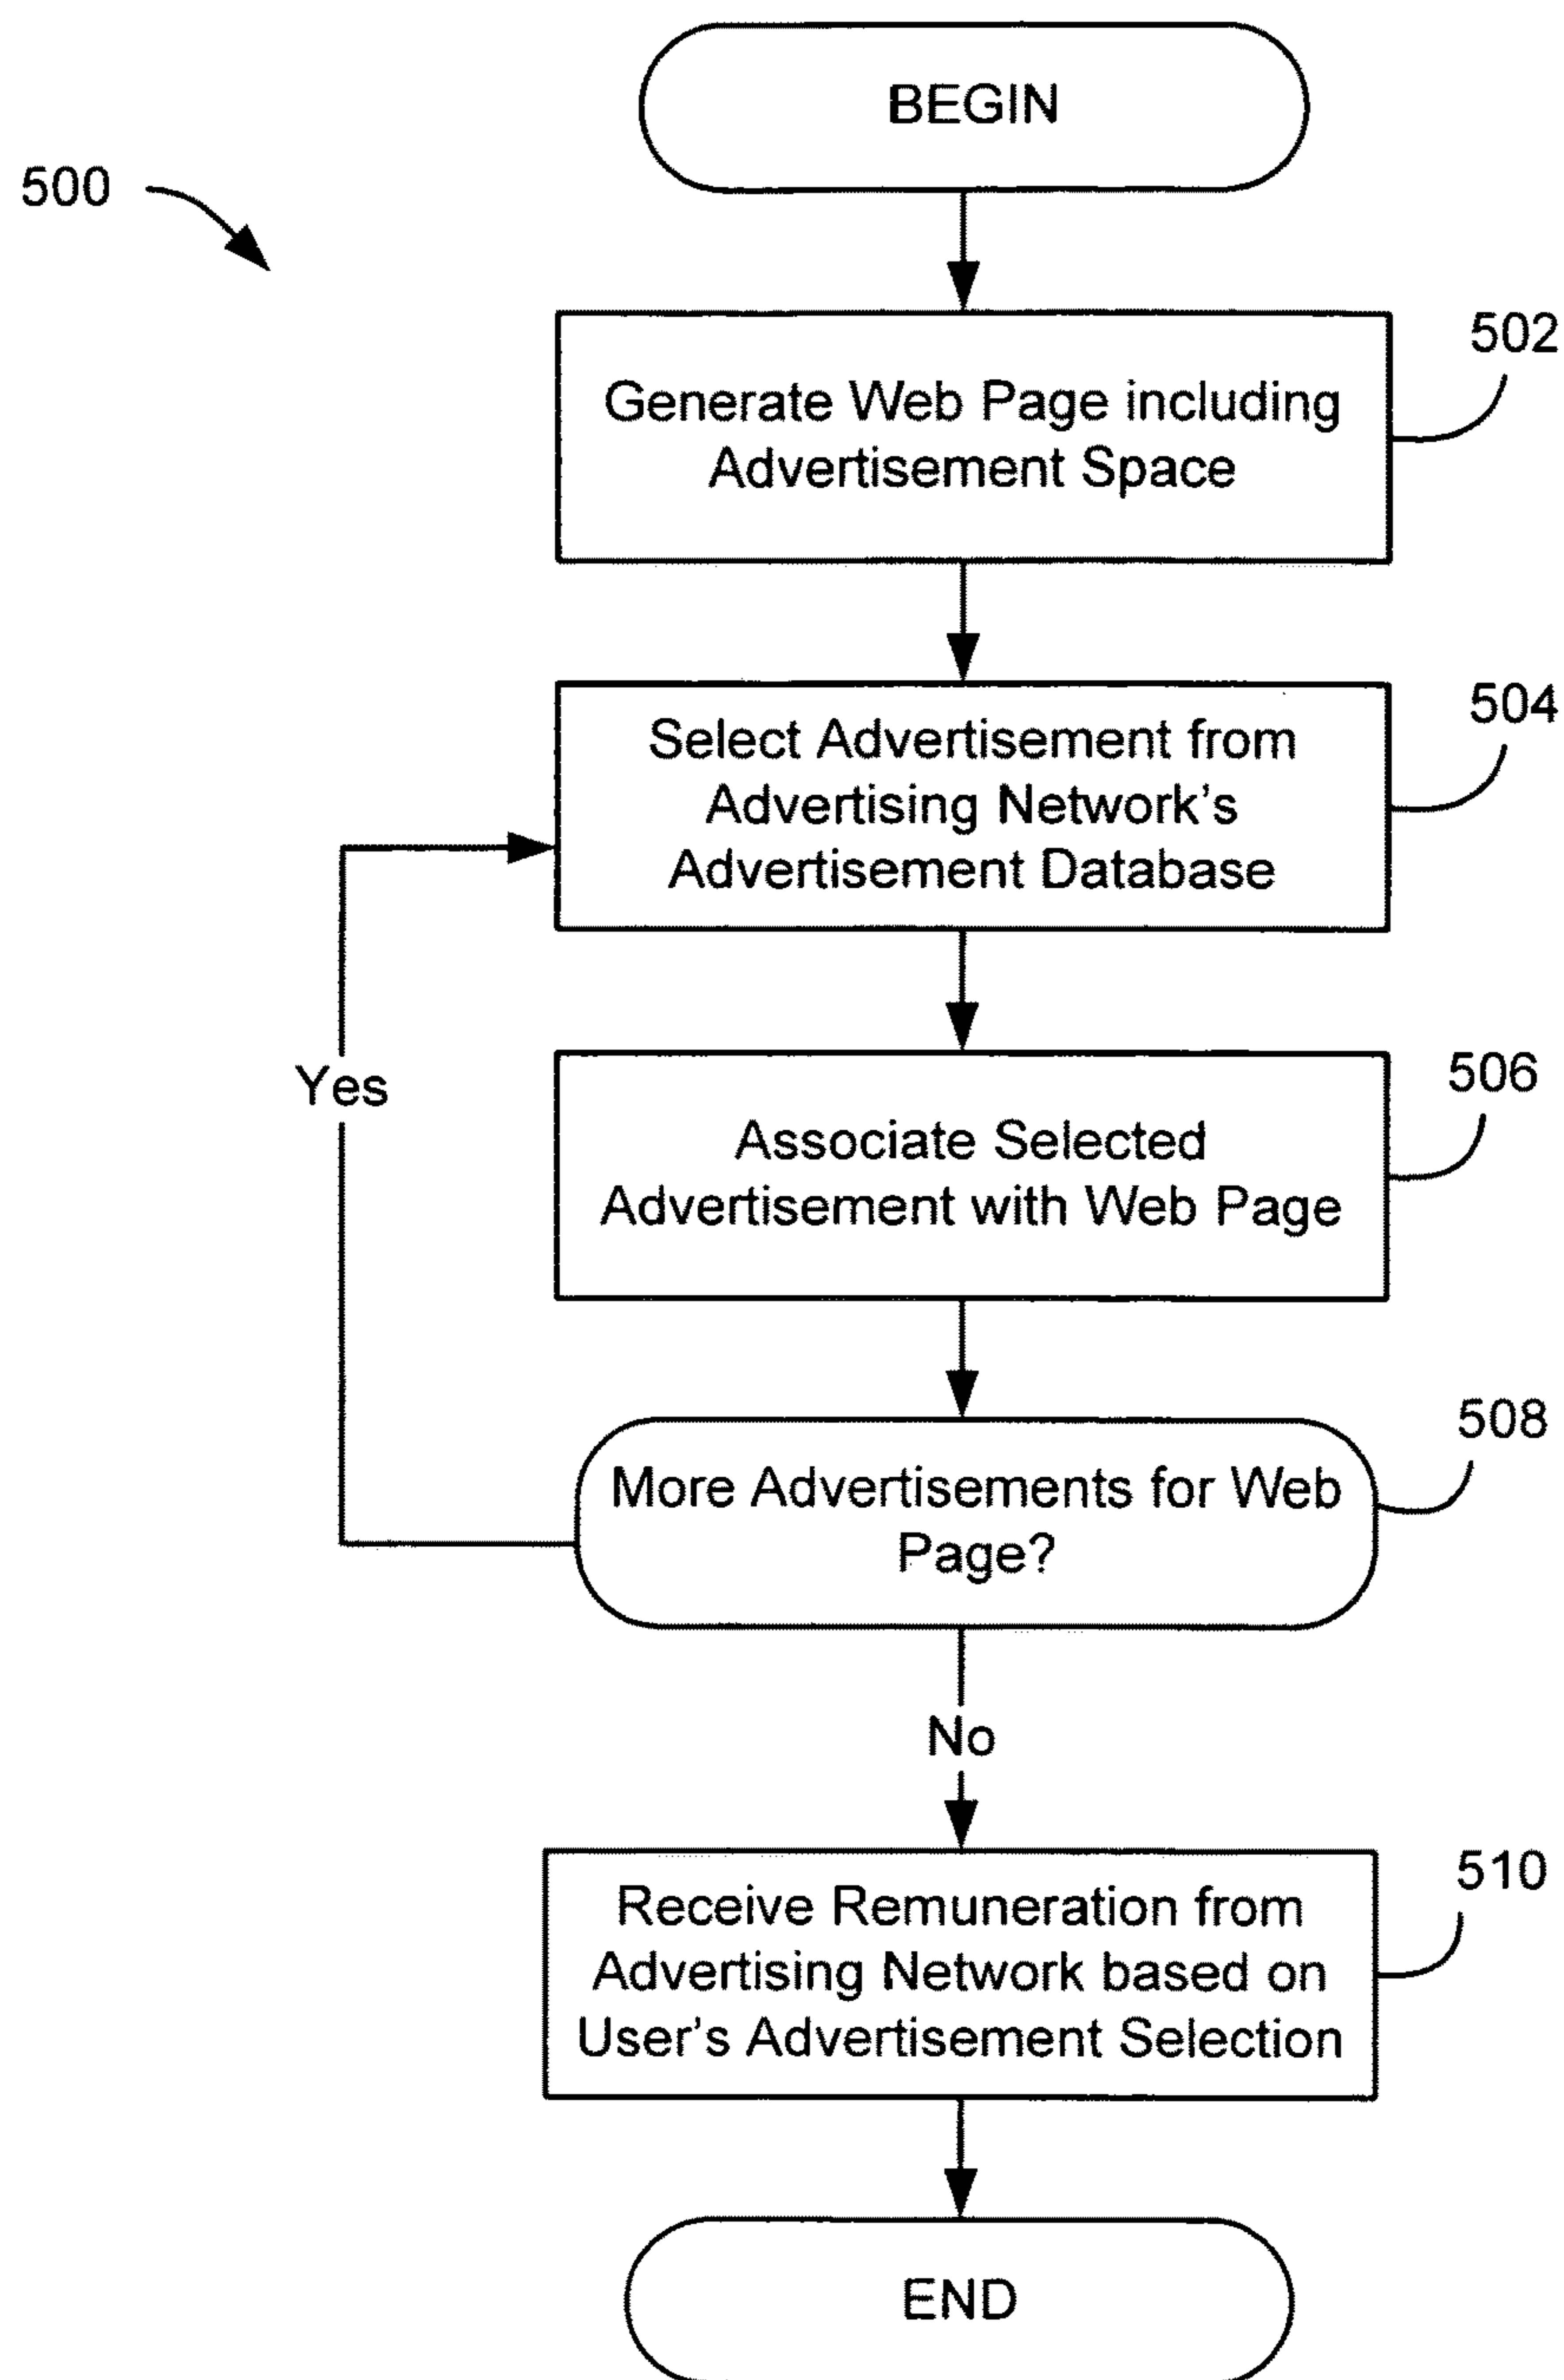 BEGIN
500
502
Generate Web Page including
Advertisement Space
504
Select Advertisement from
Advertising Network's
Advertisement Database
506
Associate Selected
Advertisement with Web Page
Yes
508
More Advertisements for Web
Page?
No
510
Receive Remuneration from
Advertising Network based on
User's Advertisement Selection
END